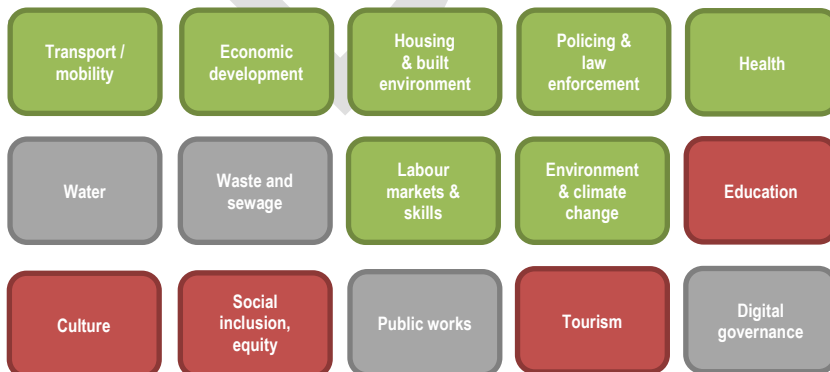 Transport /
mobility
Economic
development
Housing
& built
environment
Policing &
law
enforcement
Health
Water
Waste and
sewage
Labour
markets &
skills
Environment
& climate
change
Education
Culture
Social
inclusion,
equity
Public works
Tourism
Digital
governance